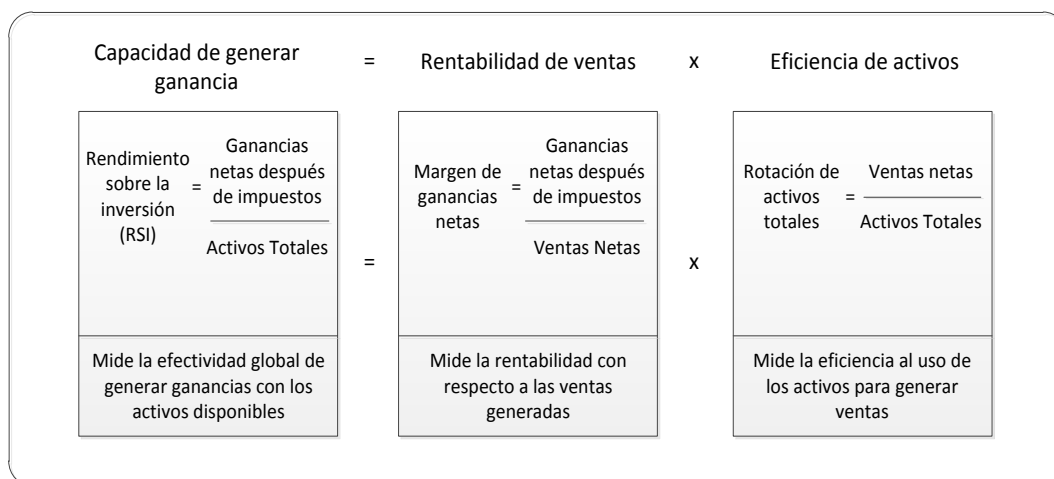 Capacidad de generar
ganancia
=
Rentabilidad de ventas
x
Eficiencia de activos
Rendimiento
sobre la
inversión
(RSI)
=
Ganancias
netas después
de impuestos
Activos Totales
=
Margen de
ganancias
netas
=
Ganancias
netas después
de impuestos
Ventas Netas
x
Rotación de
activos
totales
=
Ventas netas
Activos Totales
Mide la efectividad global de
generar ganancias con los
activos disponibles
Mide la rentabilidad con
respecto a las ventas
generadas
Mide la eficiencia al uso de
los activos para generar
ventas